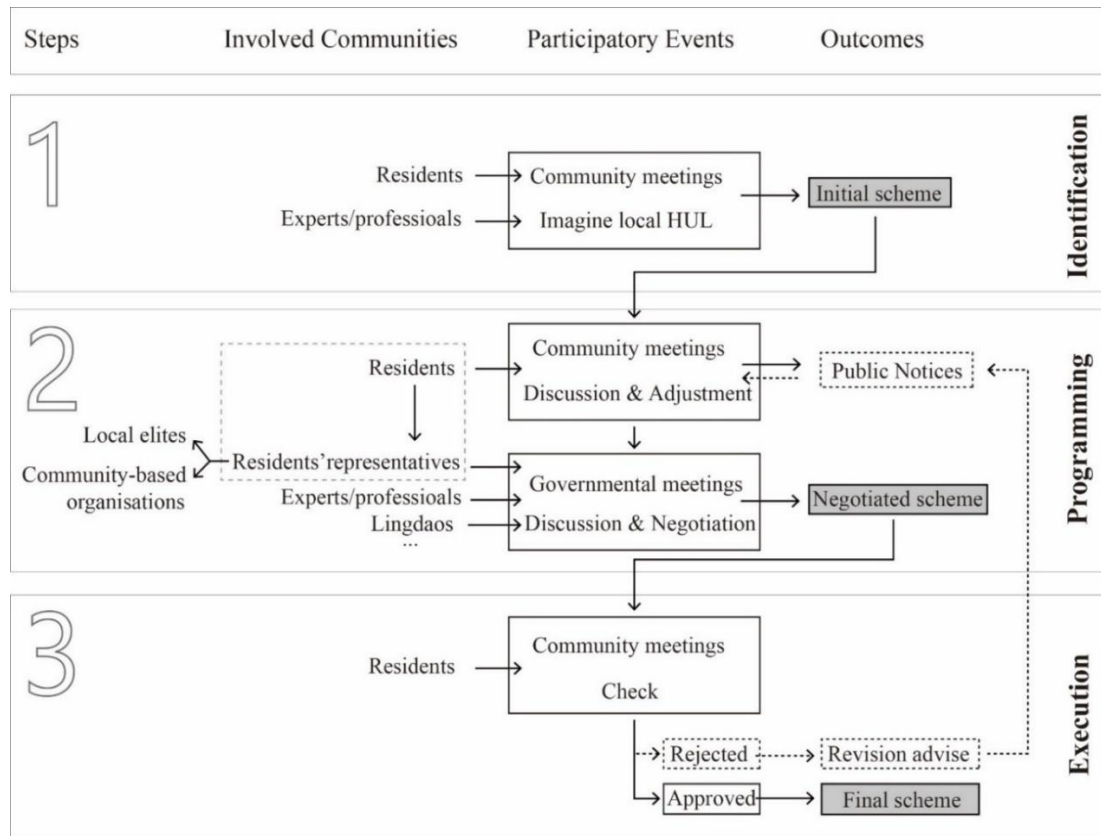 Steps Involved Communities Participatory Events Outcomes
1
Identification
Residents
Community meetings
Initial scheme
Experts/professioals
Imagine local HUL
2
Programming
Residents
Community meetings
Public Notices
Discussion & Adjustment
Local elites
Residents'representatives
Community-based
organisations
Experts/professioals
Governmental meetings
Negotiated scheme
Lingdaos
Discussion & Negotiation
...
3
Execution
Residents
Community meetings
Check
Rejected
Revision advise
Approved
Final scheme